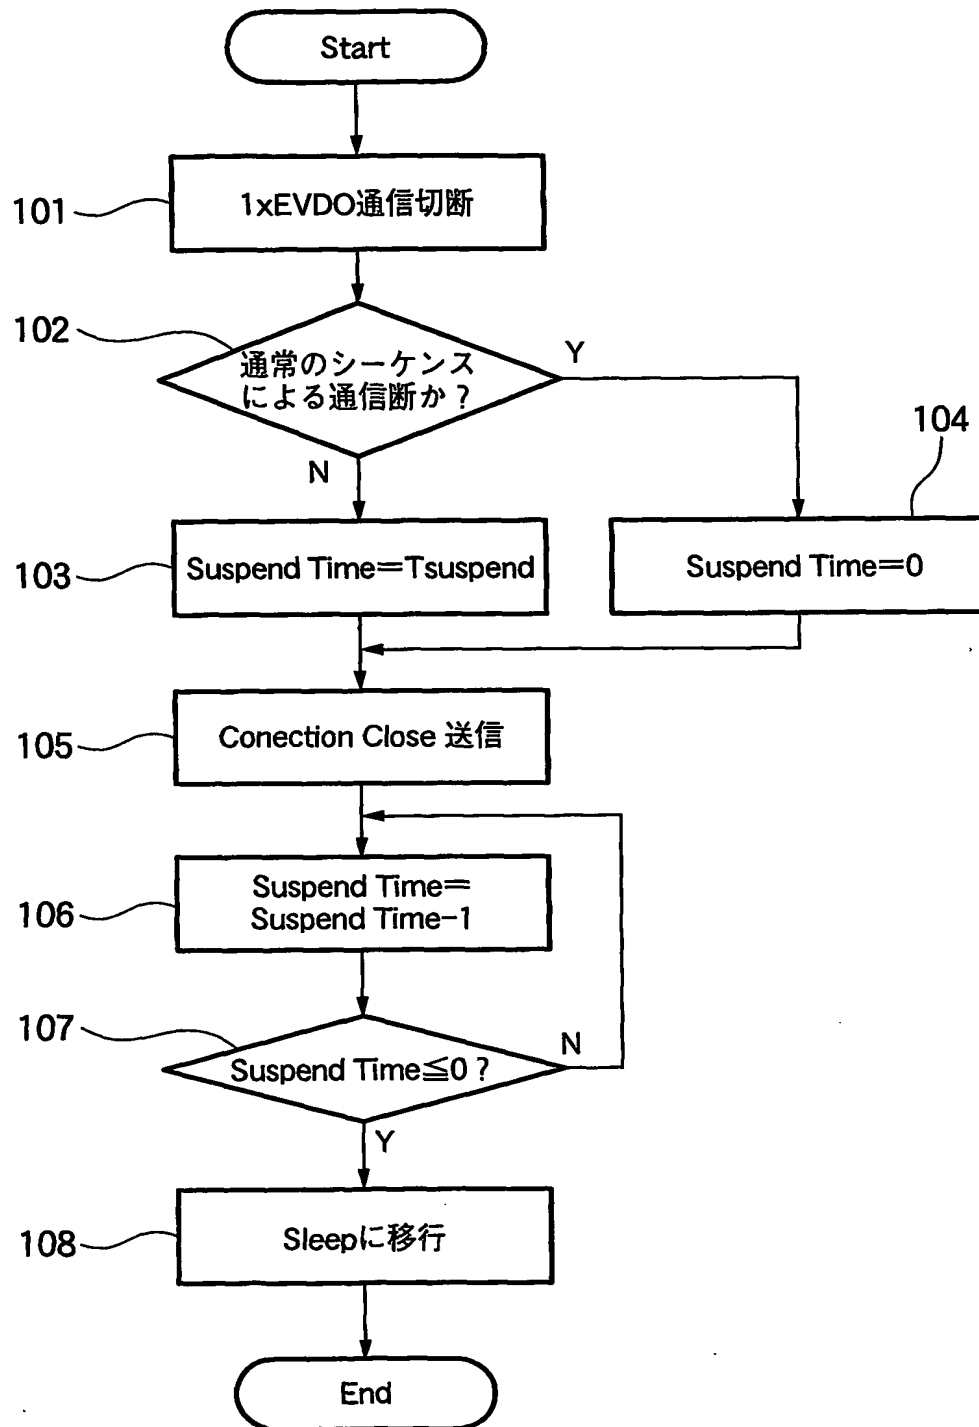 Start
101
1xEVDO通信切断
102
通常のシーケンス
による通信断か?
Y
N
104
103
Suspend Time=Tsuspend
Suspend Time=0
105
Conection Close 送信
106
Suspend Time=
Suspend Time-1
107
Suspend Time≦0?
N
Y
108
Sleepに移行
End